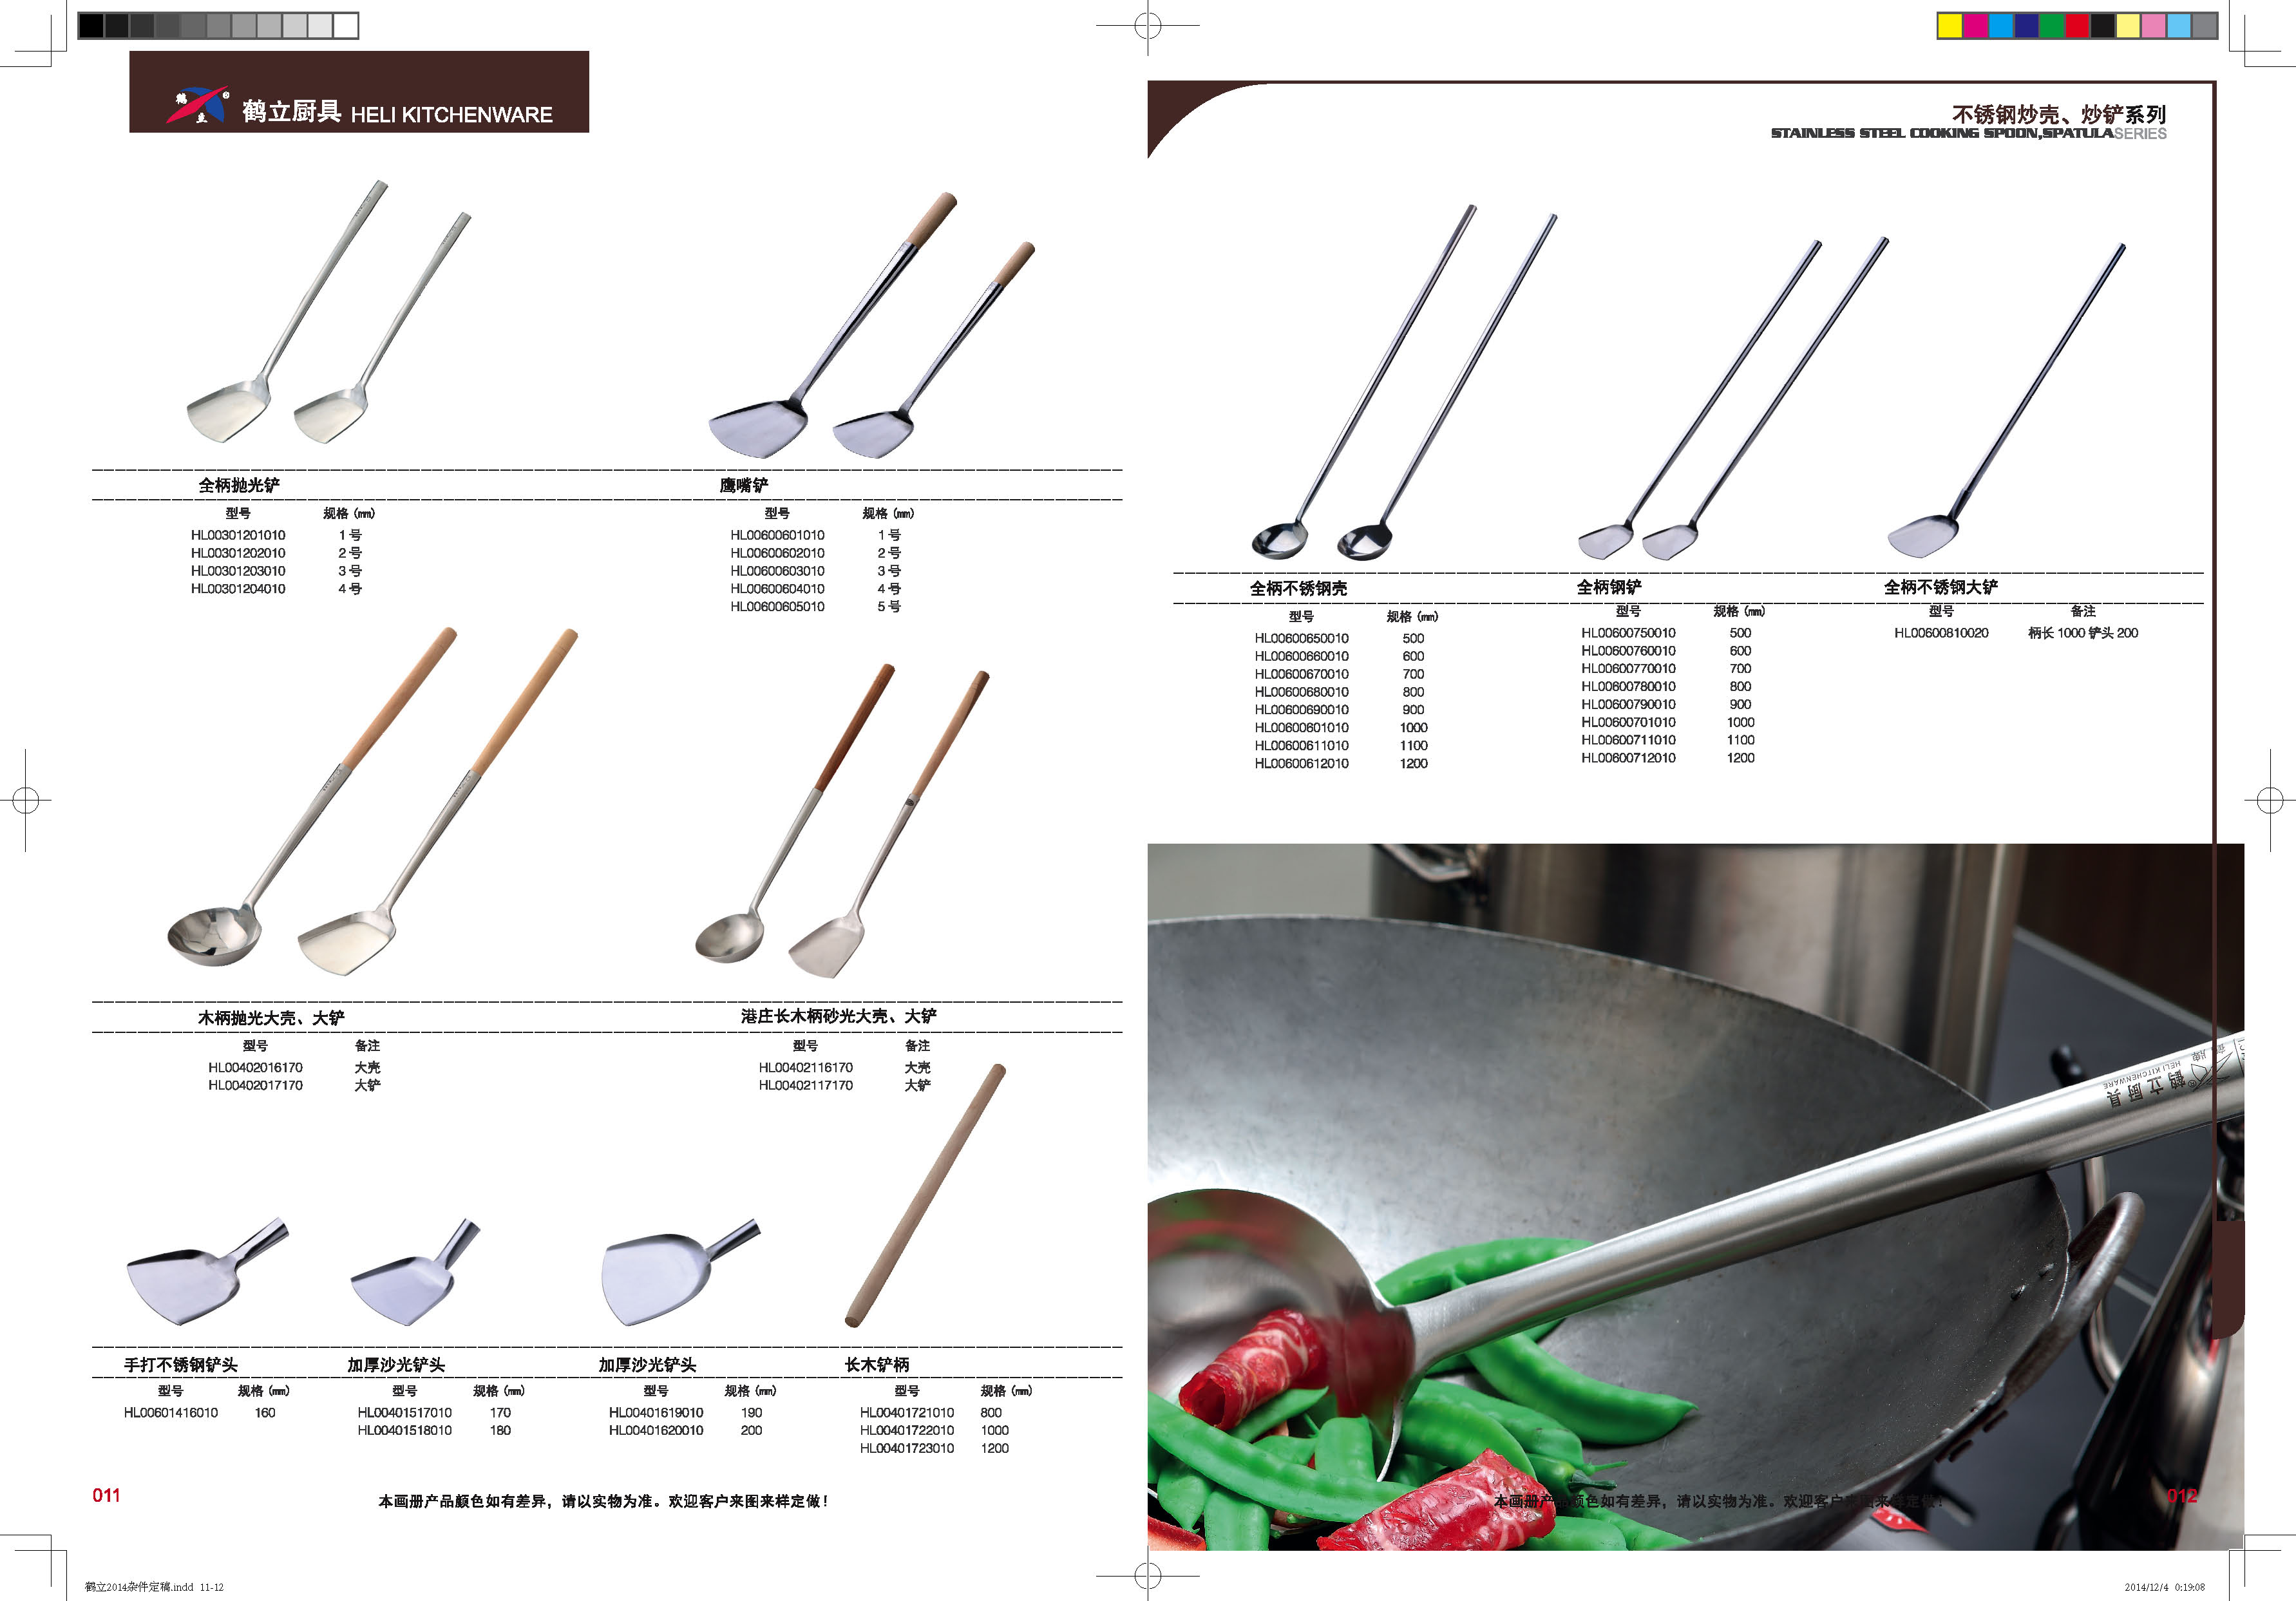 鹤立厨具 HELI KITCHENWARE
不锈钢炒壳、炒铲系列
STAINLESS STEEL COOKING SPOON,SPATULASERIES
全柄抛光铲
型号 规格 (mm)
HL00301201010 1 号
HL00301202010 2 号
HL00301203010 3 号
HL00301204010 4 号
鹰嘴铲
型号 规格 (mm)
HL00600601010 1 号
HL00600602010 2 号
HL00600603010 3 号
HL00600604010 4 号
HL00600605010 5 号
木柄抛光大壳、大铲
型号 备注
HL00402016170 大壳
HL00402017170 大铲
港庄长木柄砂光大壳、大铲
型号 备注
HL00402116170 大壳
HL00402117170 大铲
手打不锈钢铲头
型号 规格 (mm)
HL00601416010 160
加厚沙光铲头
型号 规格 (mm)
HL00401517010 170
HL00401518010 180
加厚沙光铲头
型号 规格 (mm)
HL00401619010 190
HL00401620010 200
长木铲柄
型号 规格 (mm)
HL00401721010 800
HL00401722010 1000
HL00401723010 1200
011
本画册产品颜色如有差异，请以实物为准。欢迎客户来图来样定做！
全柄不锈钢壳
型号 规格 (mm)
HL00600650010 500
HL00600660010 600
HL00600670010 700
HL00600680010 800
HL00600690010 900
HL00600601010 1000
HL00600611010 1100
HL00600612010 1200
全柄钢铲
型号 规格 (mm)
HL00600750010 500
HL00600760010 600
HL00600770010 700
HL00600780010 800
HL00600790010 900
HL00600701010 1000
HL00600711010 1100
HL00600712010 1200
全柄不锈钢大铲
型号 备注
HL00600810020 柄长 1000 铲头 200
鹤立厨具
HELI KITCHENWARE
本画册产品颜色如有差异，请以实物为准。欢迎客户来图来样定做！
012
鹤立2014杂件定稿.indd 11-12
2014/12/4 0:19:08